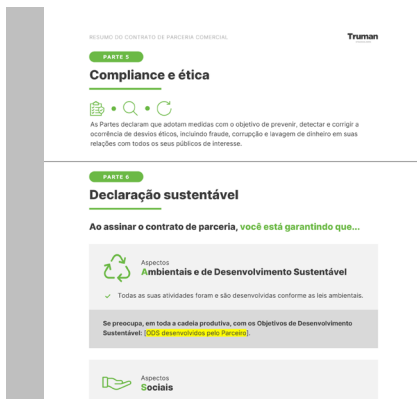 RESUMO DO CONTRATO DE PARCERIA COMERCIAL
Truman
PARTE 5
Compliance e ética
As Partes declaram que adotam medidas com o objetivo de prevenir, detectar e corrigir a
ocorrência de desvios éticos, incluindo fraude, corrupção e lavagem de dinheiro em suas
relações com todos os seus públicos de interesse.
PARTE 6
Declaração sustentável
Ao assinar o contrato de parceria, você está garantindo que...
Aspectos
Ambientais e de Desenvolvimento Sustentável
Todas as suas atividades foram e são desenvolvidas conforme as leis ambientais.
Se preocupa, em toda a cadeia produtiva, com os Objetivos de Desenvolvimento
Sustentável: [ODS desenvolvidos pelo Parceiro].
Aspectos
Sociais